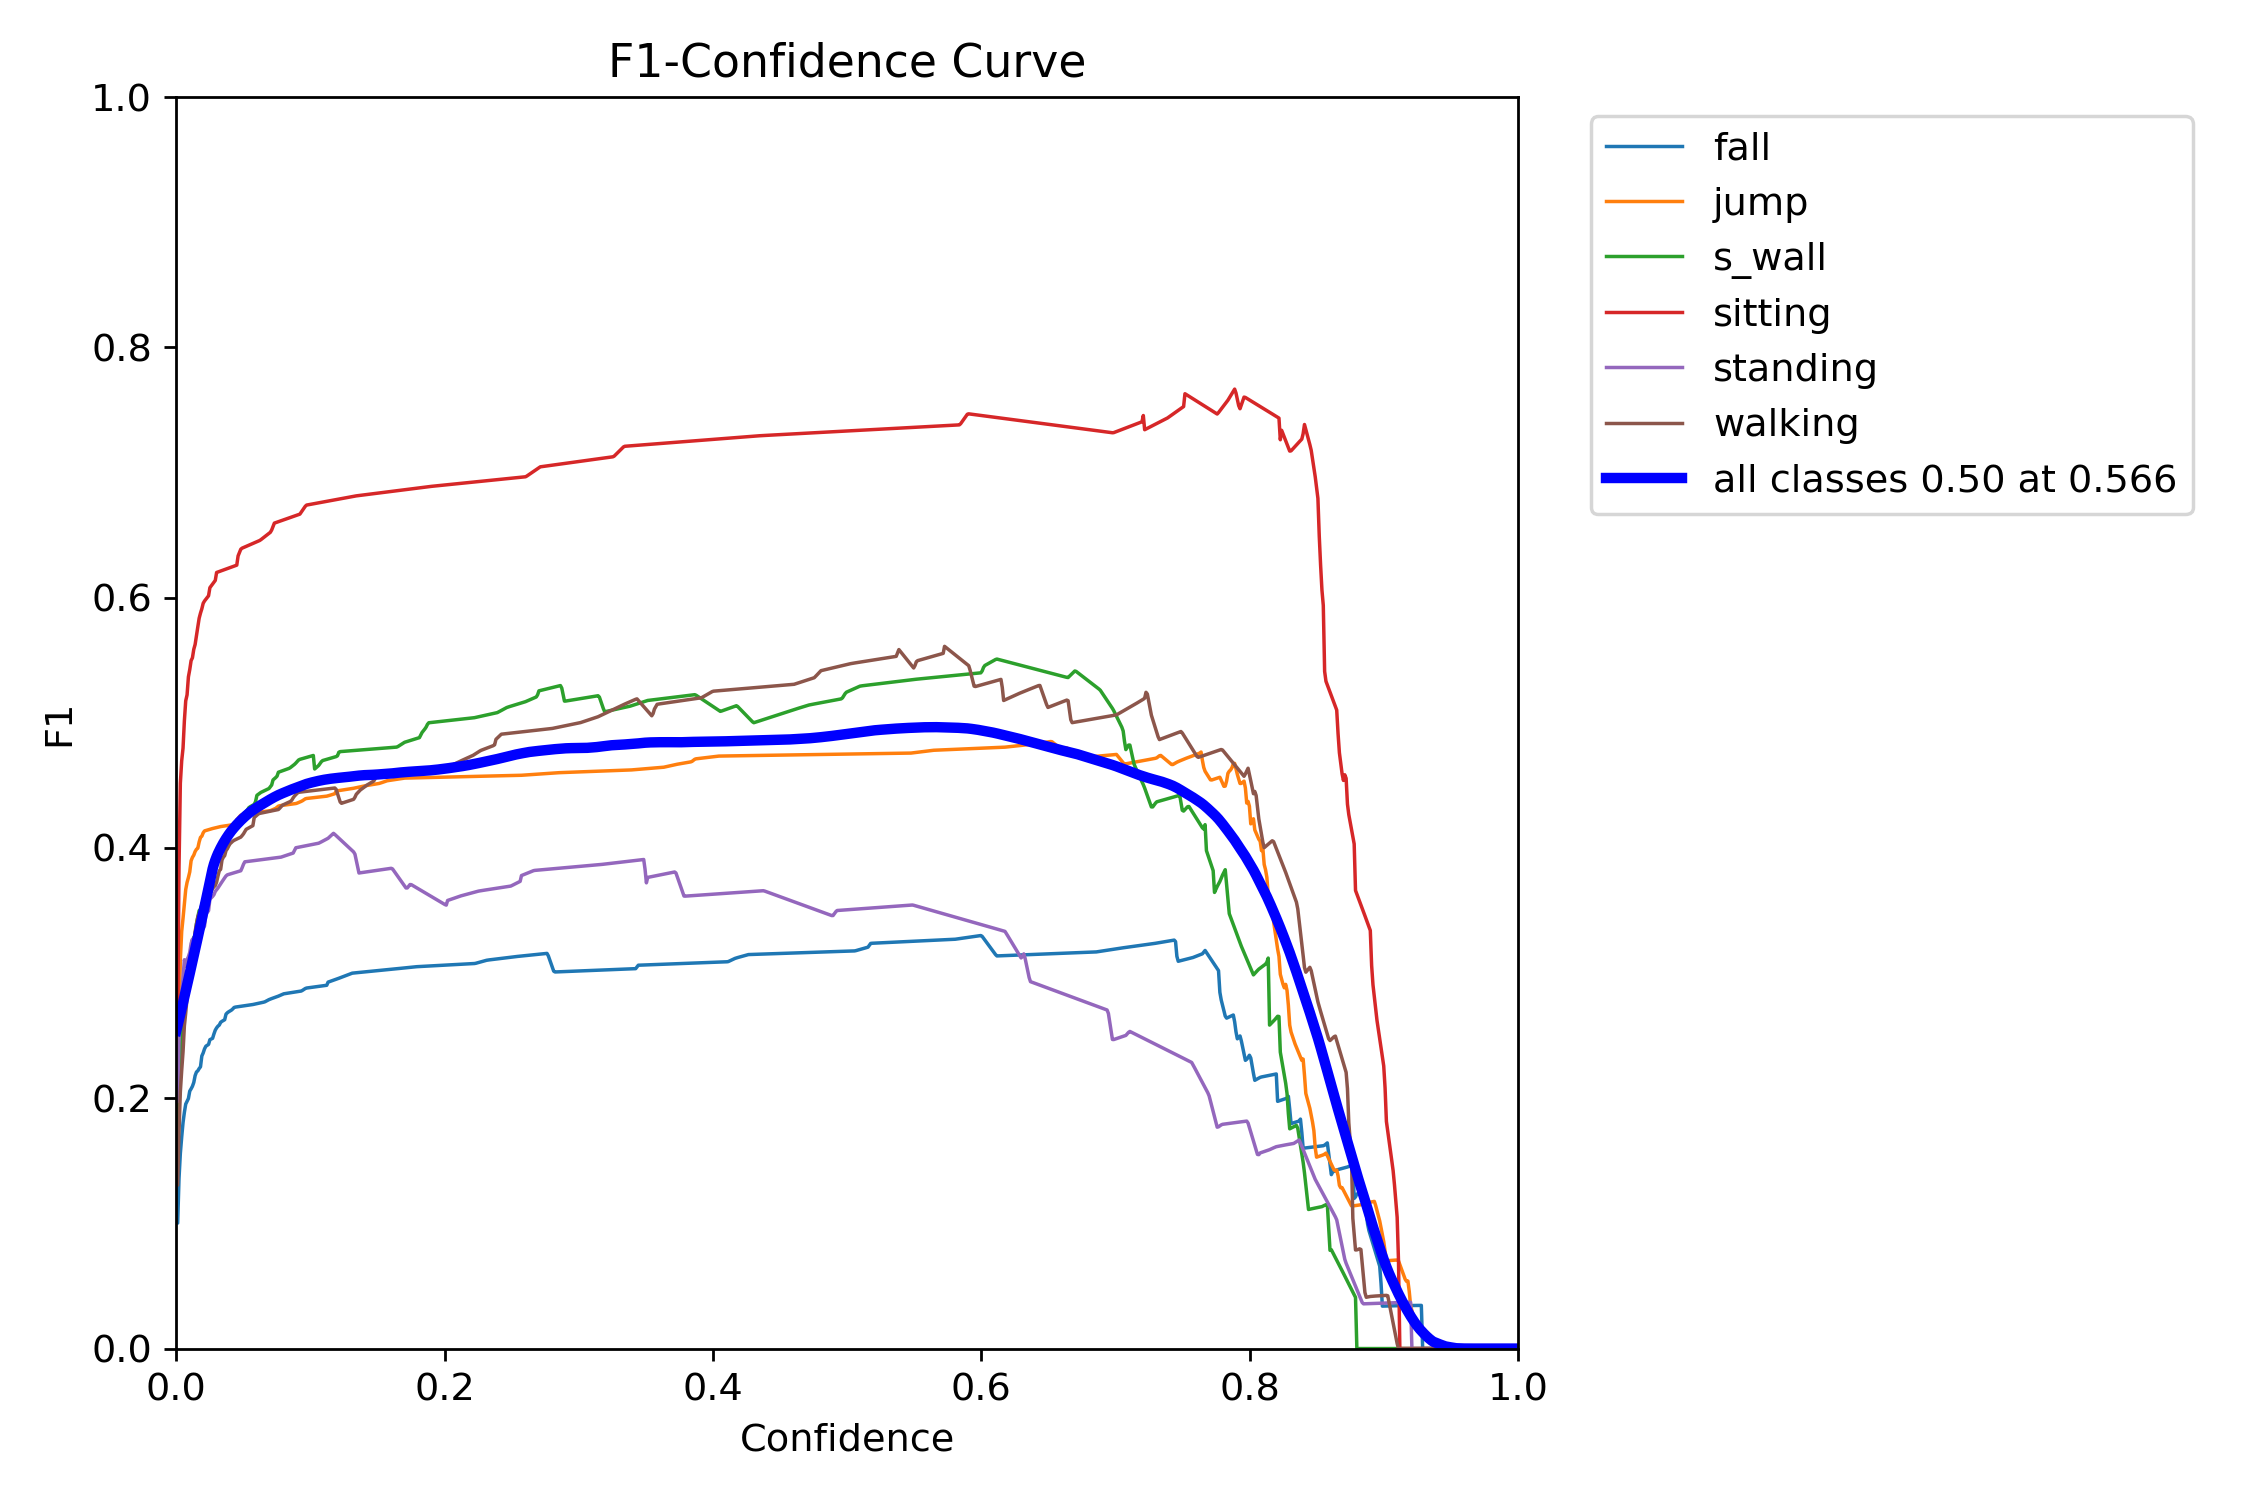 F1-Confidence Curve
1.0
0.8
0.6
0.4
0.2
0.0
F1
0.0 0.2 0.4 0.6 0.8 1.0
Confidence
fall
jump
s_wall
sitting
standing
walking
all classes 0.50 at 0.566